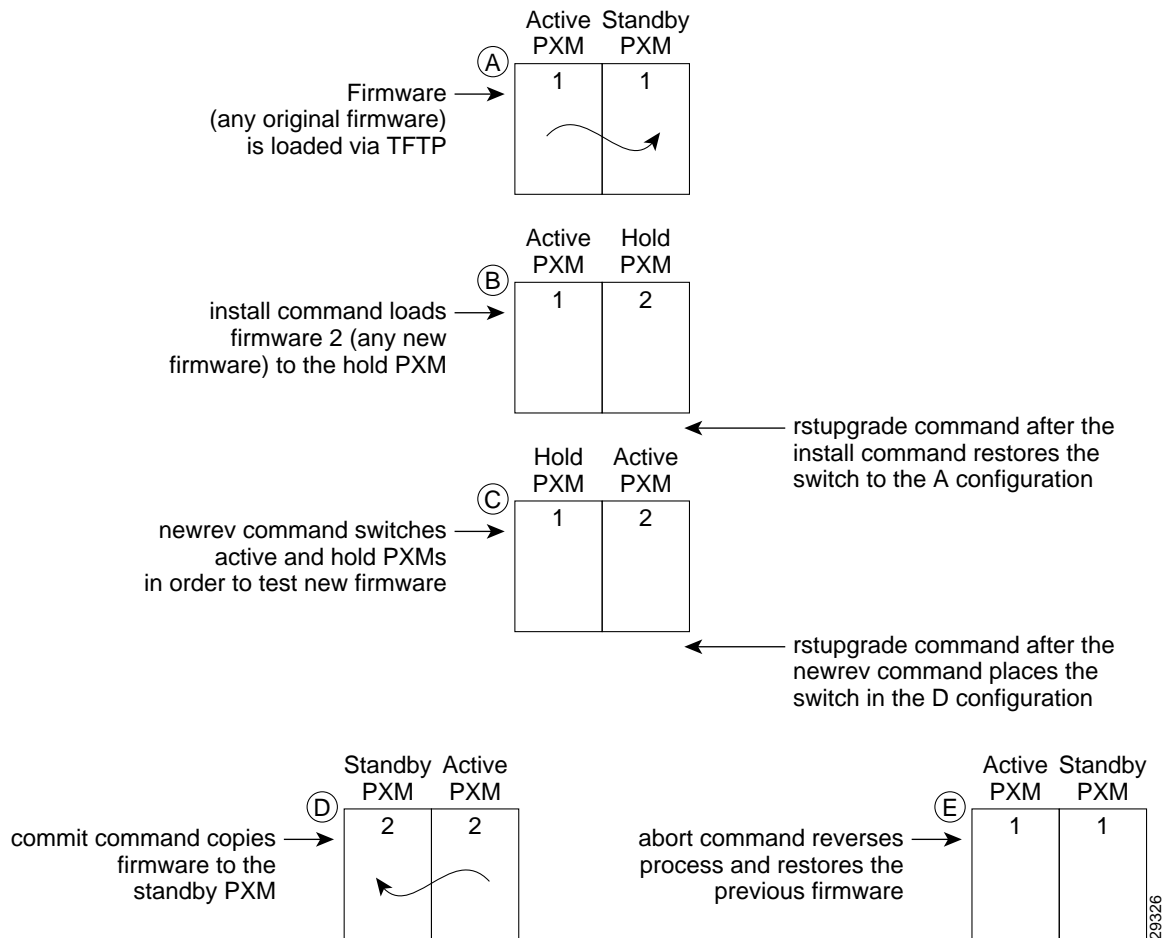 Active Standby
PXM PXM
A
1 1
Firmware
(any original firmware)
is loaded via TFTP
Active Hold
PXM PXM
B
1 2
install command loads
firmware 2 (any new
firmware) to the hold PXM
rstupgrade command after the
install command restores the
switch to the A configuration
Hold Active
PXM PXM
C
1 2
newrev command switches
active and hold PXMs
in order to test new firmware
rstupgrade command after the
newrev command places the
switch in the D configuration
Standby Active
PXM PXM
D
2 2
commit command copies
firmware to the
standby PXM
Active Standby
PXM PXM
E
1 1
abort command reverses
process and restores the
previous firmware
29326